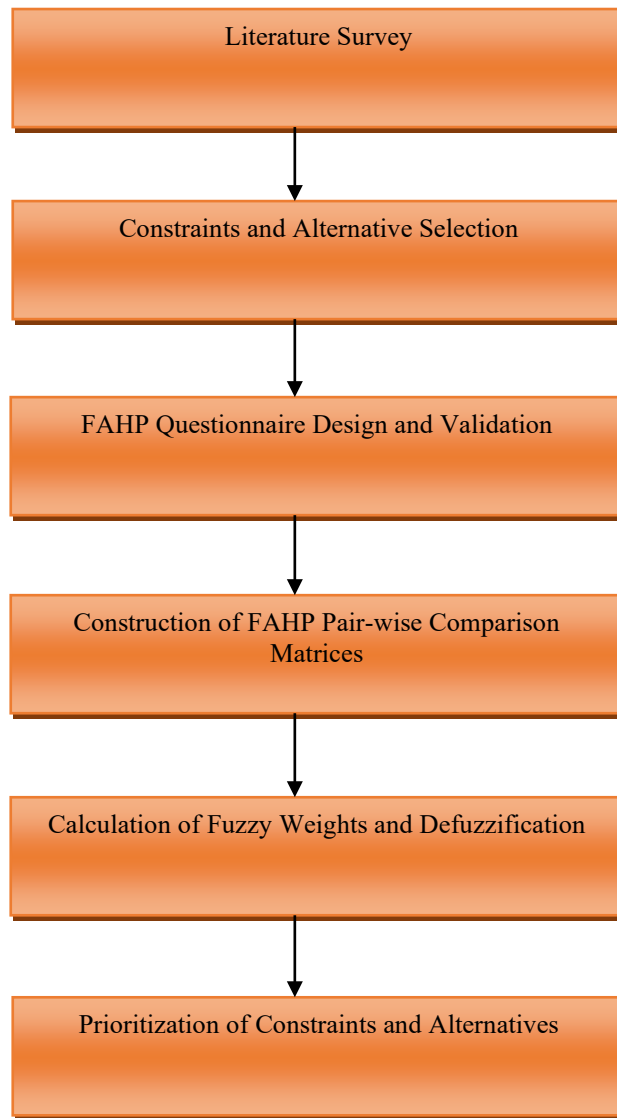 Literature Survey
Constraints and Alternative Selection
FAHP Questionnaire Design and Validation
Construction of FAHP Pair-wise Comparison
Matrices
Calculation of Fuzzy Weights and Defuzzification
Prioritization of Constraints and Alternatives